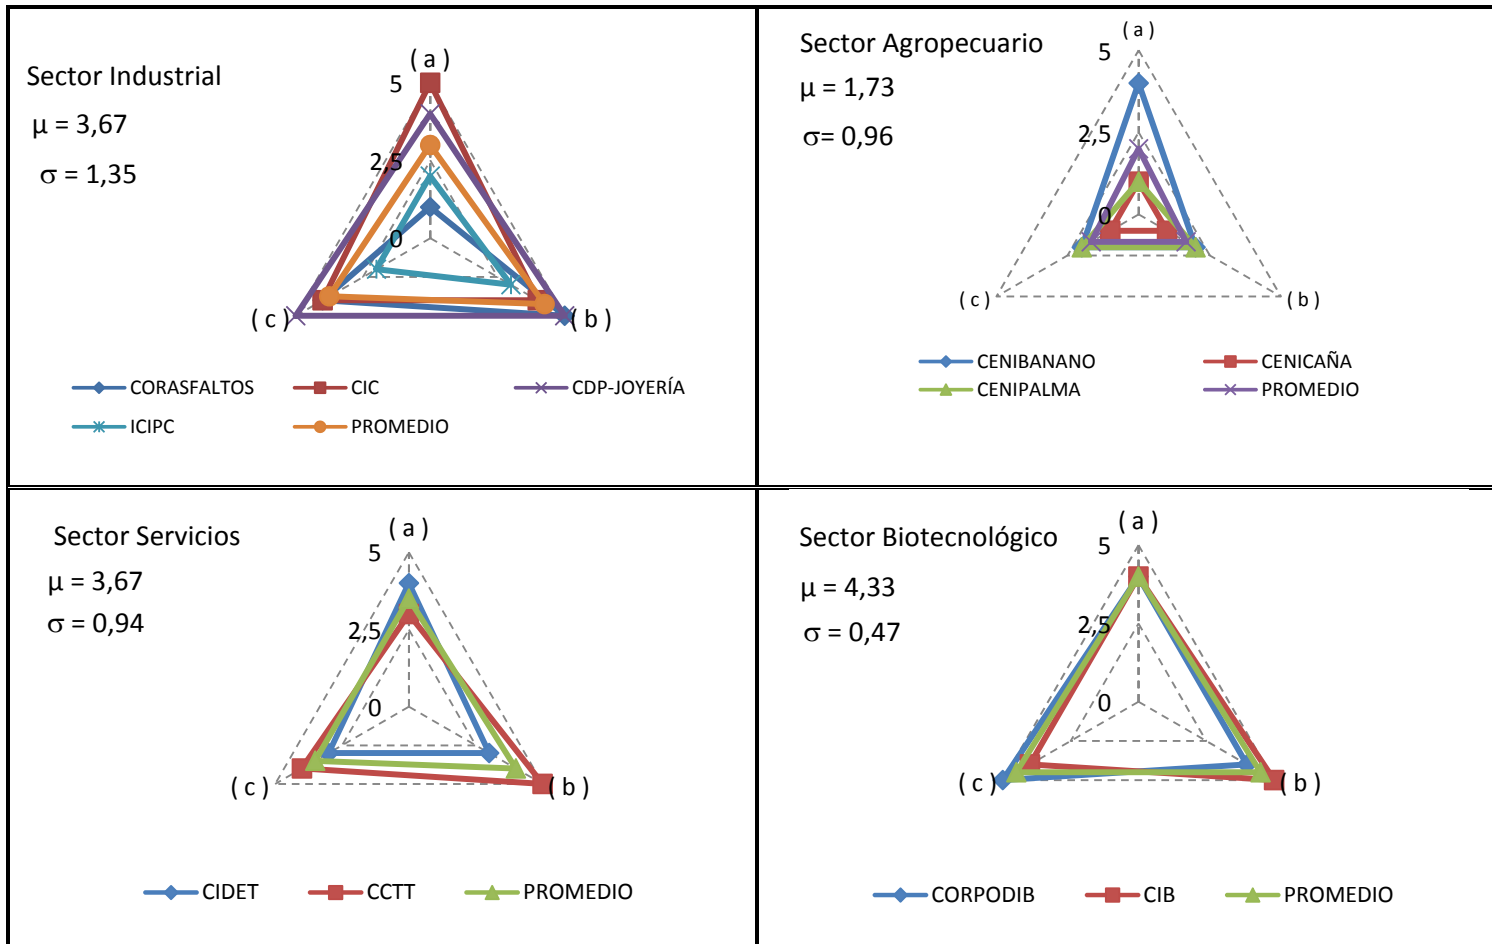 Sector Industrial
μ = 3,67
σ = 1,35
( a )
5
2,5
0
( c )
( b )
CORASFALTOS
CIC
CDP-JOYERÍA
ICIPC
PROMEDIO
Sector Agropecuario
μ = 1,73
σ= 0,96
( a )
5
2,5
0
( c )
( b )
CENIBANANO
CENICAÑA
CENIPALMA
PROMEDIO
Sector Servicios
μ = 3,67
σ = 0,94
( a )
5
2,5
0
( c )
( b )
CIDET
CCTT
PROMEDIO
Sector Biotecnológico
μ = 4,33
σ = 0,47
( a )
5
2,5
0
( c )
( b )
CORPODIB
CIB
PROMEDIO